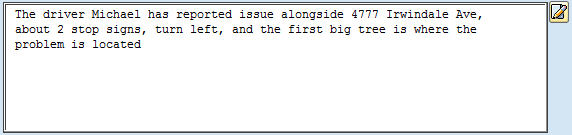 The driver Michael has reported issue alongside 4777 Irwindale Ave,
about 2 stop signs, turn left, and the first big tree is where the
problem is located